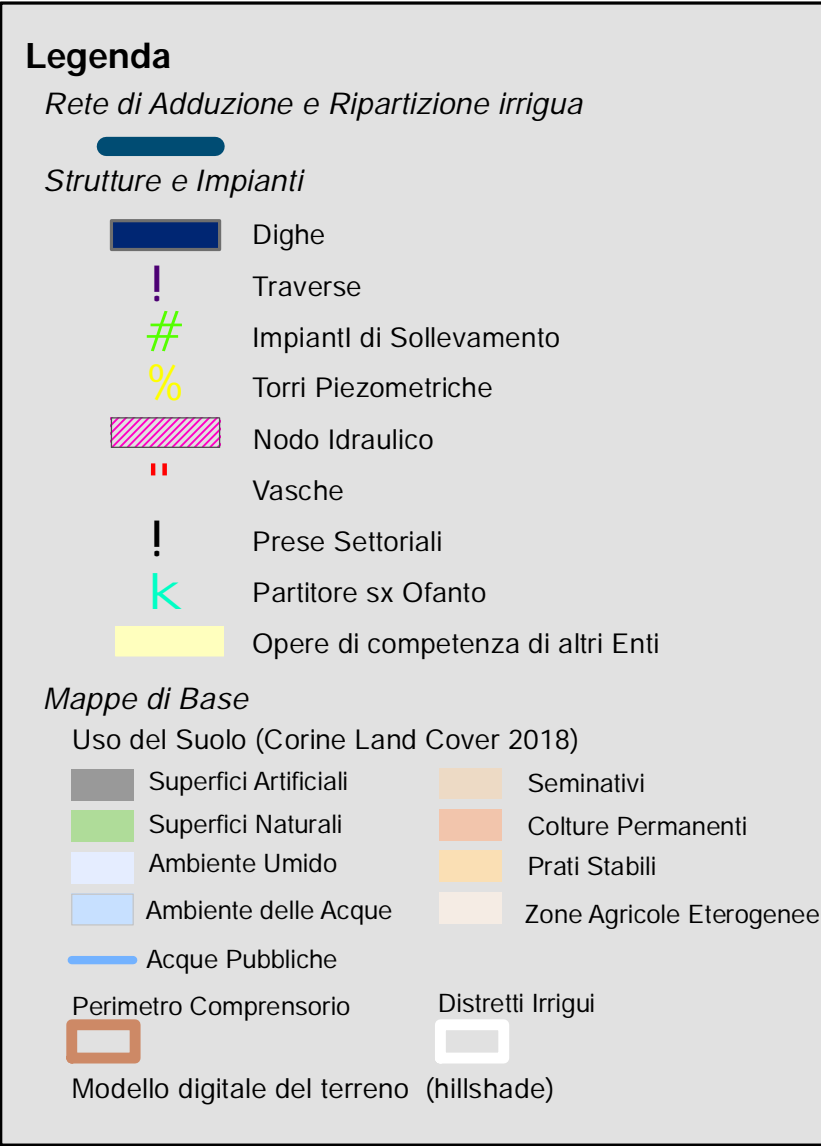 Legenda
Rete di Adduzione e Ripartizione irrigua
Strutture e Impianti
Dighe
! Traverse
# ImpiantI di Sollevamento
% Torri Piezometriche
Nodo Idraulico
" Vasche
! Prese Settoriali
k Partitore sx Ofanto
Opere di competenza di altri Enti
Mappe di Base
Uso del Suolo (Corine Land Cover 2018)
Superfici Artificiali
Superfici Naturali
Ambiente Umido
Ambiente delle Acque
Acque Pubbliche
Seminativi
Colture Permanenti
Prati Stabili
Zone Agricole Eterogenee
Perimetro Comprensorio
Distretti Irrigui
Modello digitale del terreno (hillshade)